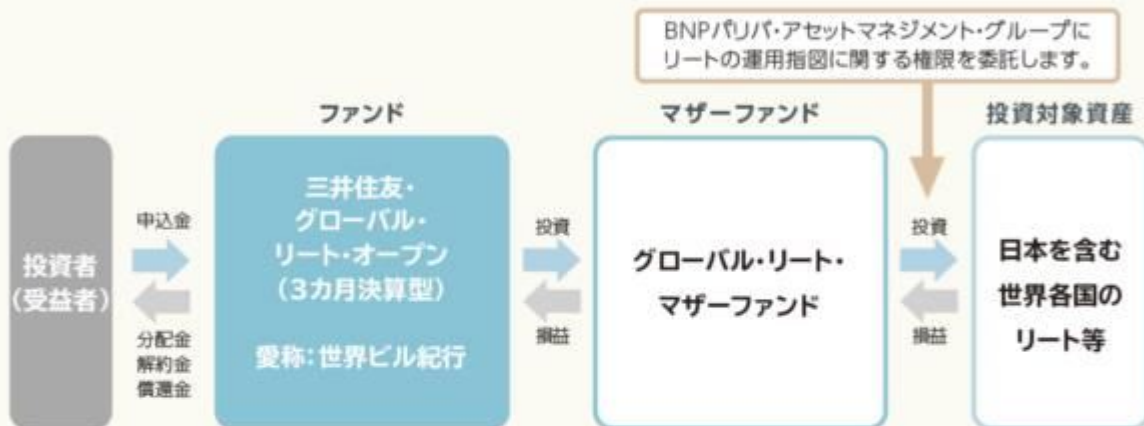 BNPパリバ・アセットマネジメント・グループに
リートの運用指図に関する権限を委託します。
ファンド
マザーファンド
投資対象資産
投資者
(受益者)
申込金
分配金
解約金
償還金
三井住友・
グローバル・
リート・オープン
(3カ月決算型)
愛称:世界ビル紀行
投資
損益
グローバル・リート・
マザーファンド
投資
損益
日本を含む
世界各国の
リート等